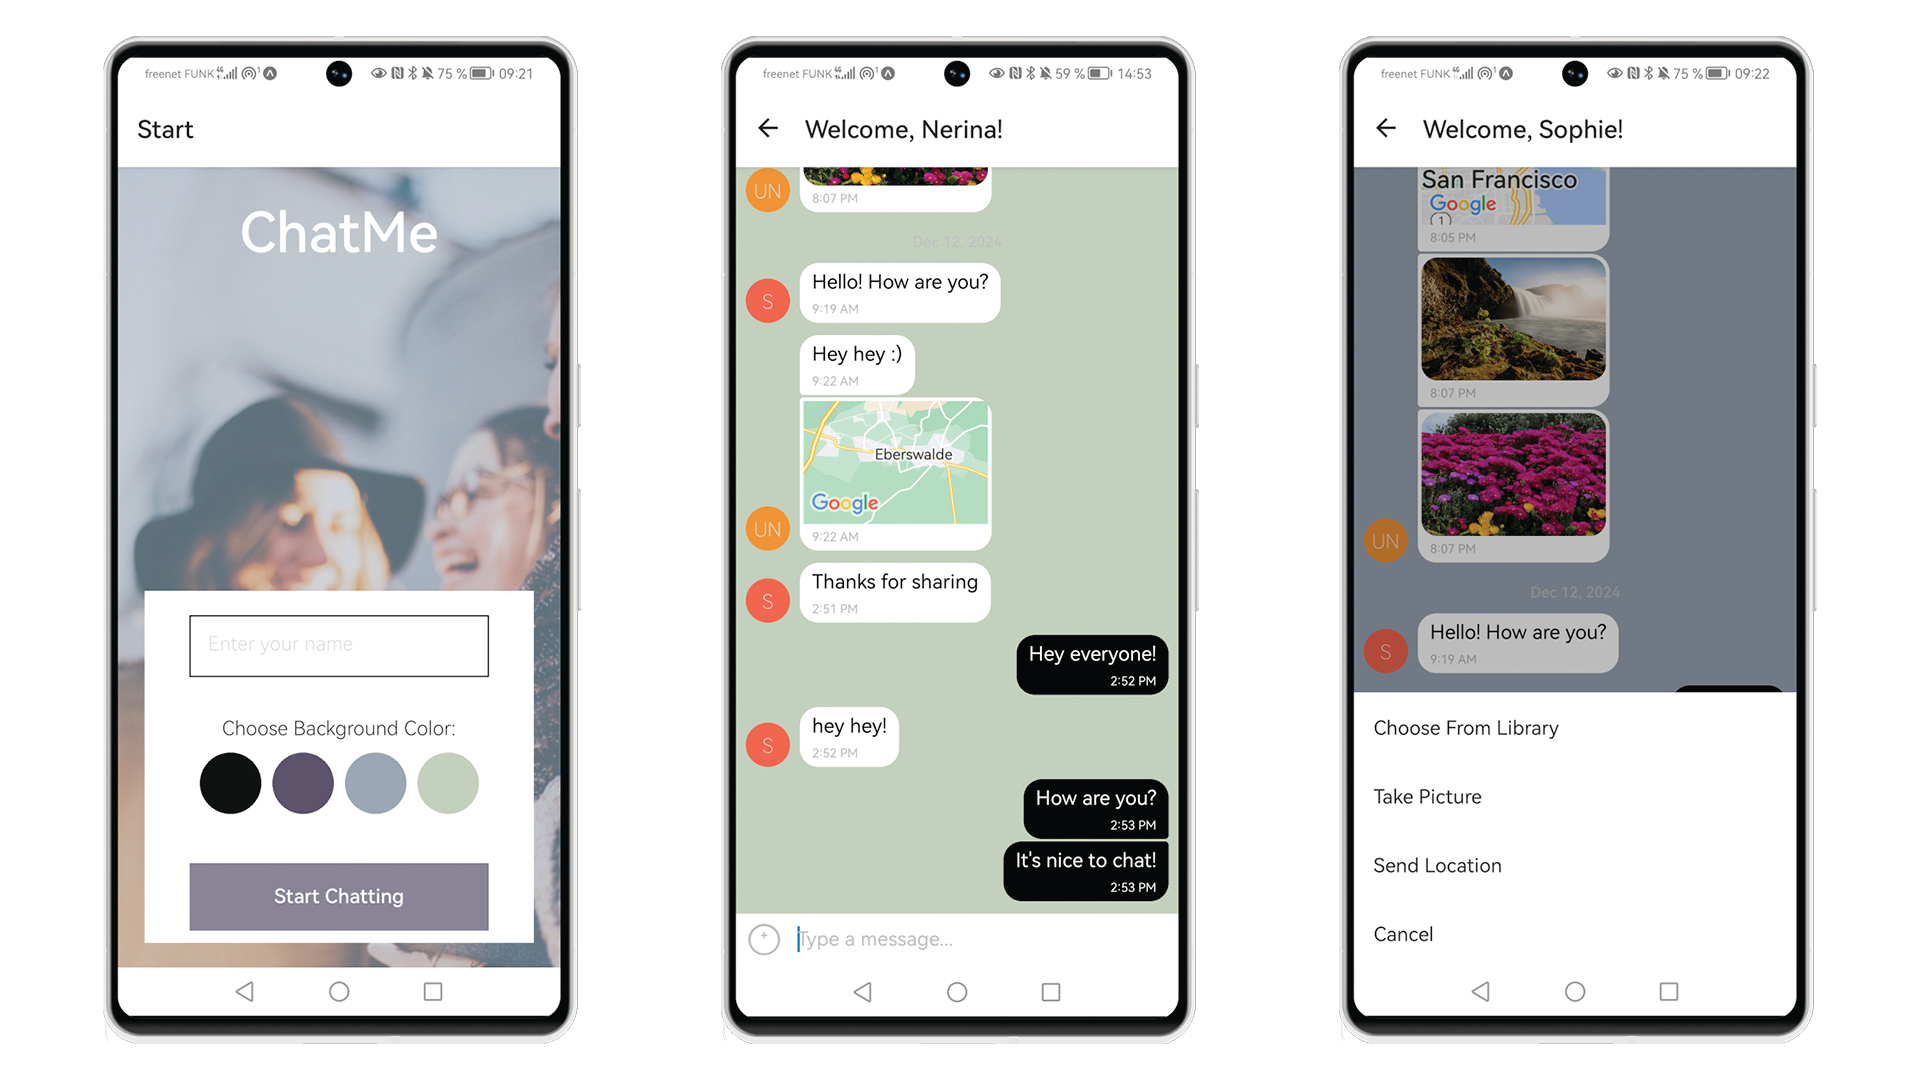 freenet FUNK 4G 75 % 09:21
Start
ChatMe
Enter your name
Choose Background Color:
Start Chatting
freenet FUNK 4G 59 % 14:53
Welcome, Nerina!
UN
8:07 PM
Dec 12, 2024
Hello! How are you?
S
9:19 AM
Hey hey :)
9:22 AM
Eberswalde
Google
UN
9:22 AM
Thanks for sharing
S
2:51 PM
Hey everyone!
2:52 PM
hey hey!
S
2:52 PM
How are you?
2:53 PM
It's nice to chat!
2:53 PM
Type a message...
freenet FUNK 4G 75 % 09:22
Welcome, Sophie!
San Francisco
Google
1
8:05 PM
8:07 PM
UN
8:07 PM
Dec 12, 2024
Hello! How are you?
S
9:19 AM
Choose From Library
Take Picture
Send Location
Cancel